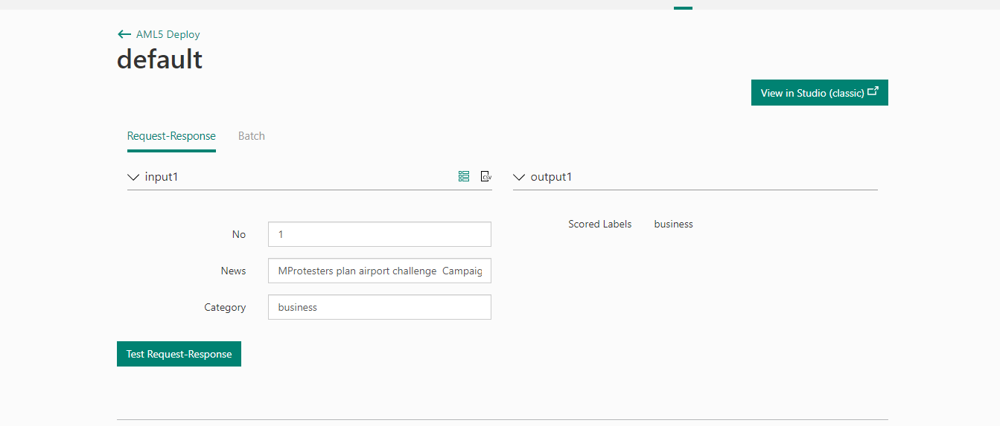 AML5 Deploy
default
View in Studio (classic)
Request-Response Batch
input1
CSV
output1
No 1
News MProtesters plan airport challenge Campaig
Category business
Scored Labels business
Test Request-Response